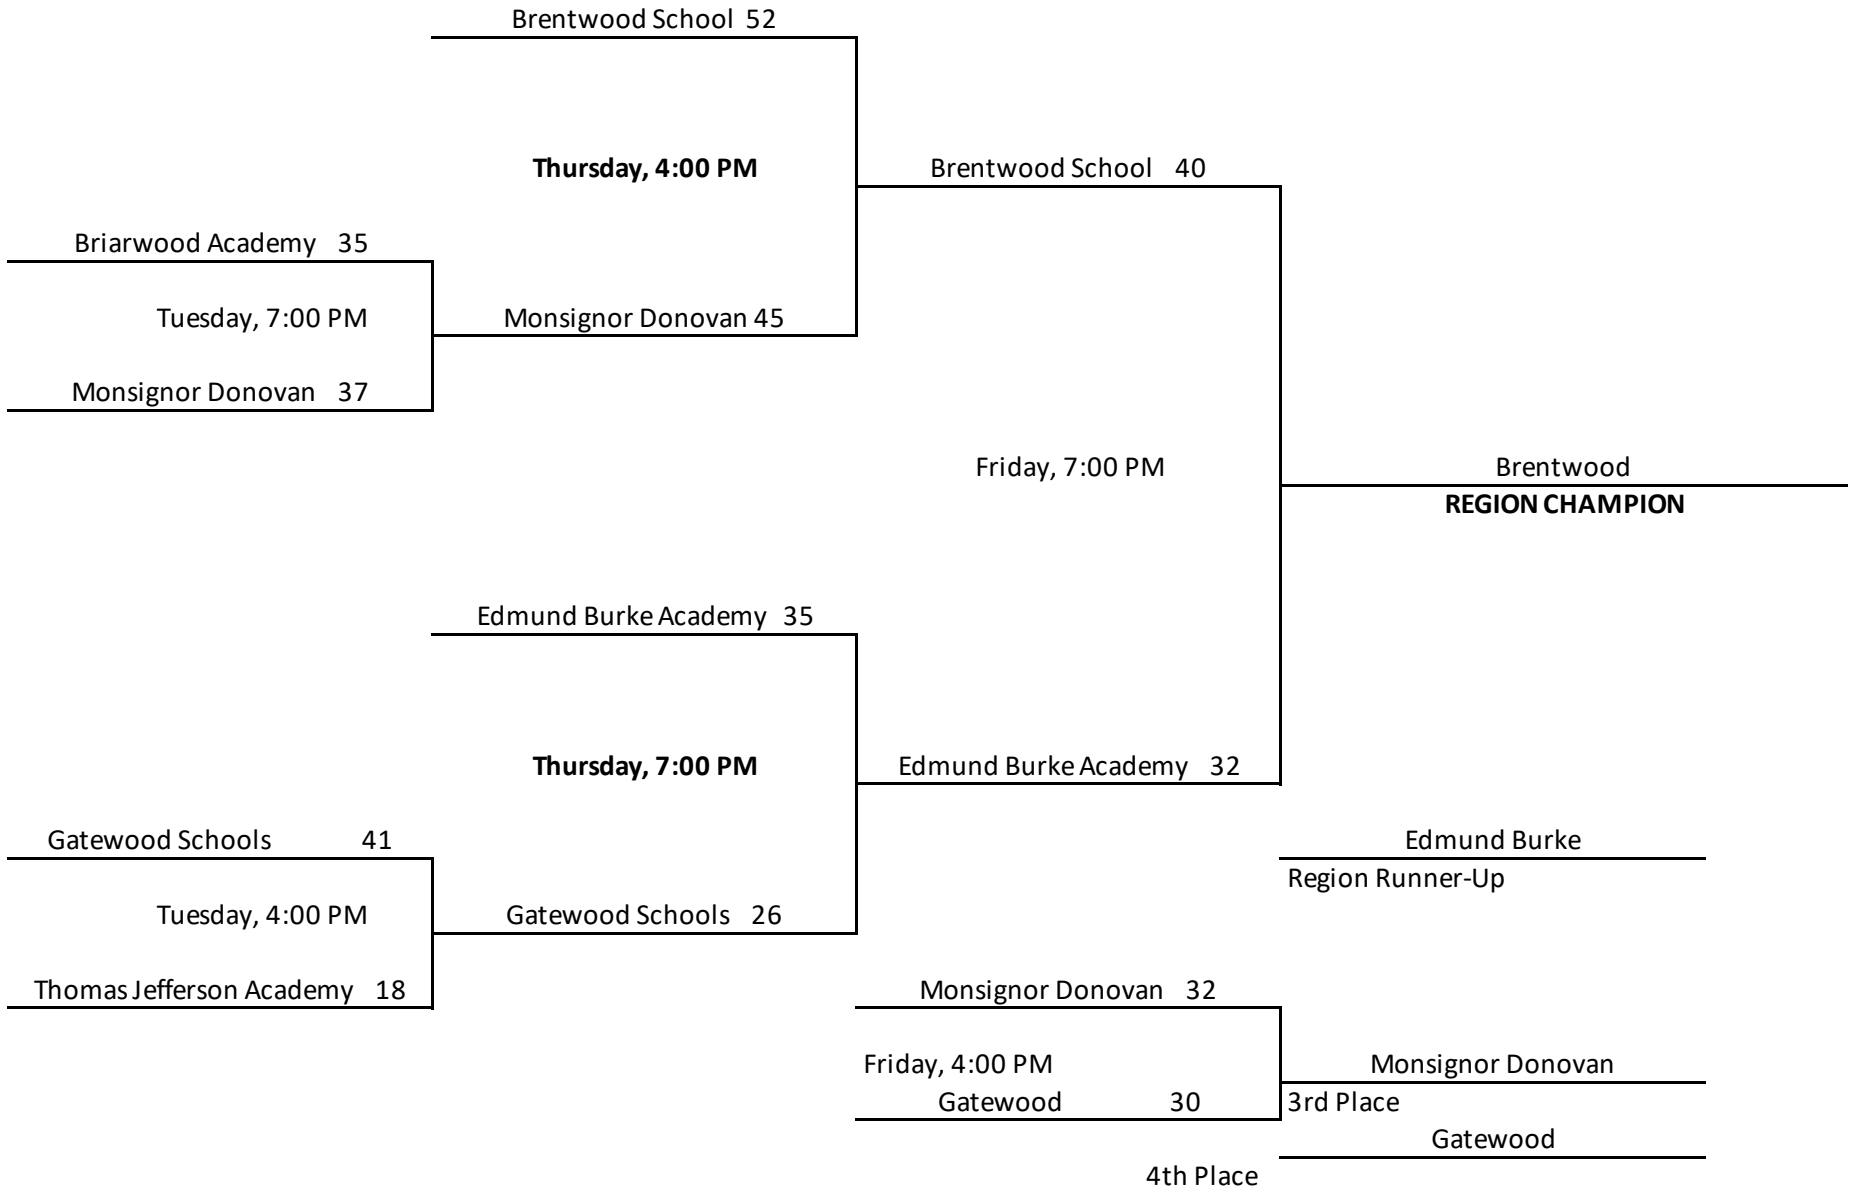 Brentwood School 52
Thursday, 4:00 PM
Brentwood School 40
Briarwood Academy 35
Tuesday, 7:00 PM
Monsignor Donovan 45
Monsignor Donovan 37
Friday, 7:00 PM
Brentwood
REGION CHAMPION
Edmund Burke Academy 35
Thursday, 7:00 PM
Edmund Burke Academy 32
Gatewood Schools 41
Edmund Burke
Region Runner-Up
Tuesday, 4:00 PM
Gatewood Schools 26
Thomas Jefferson Academy 18
Monsignor Donovan 32
Friday, 4:00 PM
Monsignor Donovan
Gatewood 30
3rd Place
Gatewood
4th Place